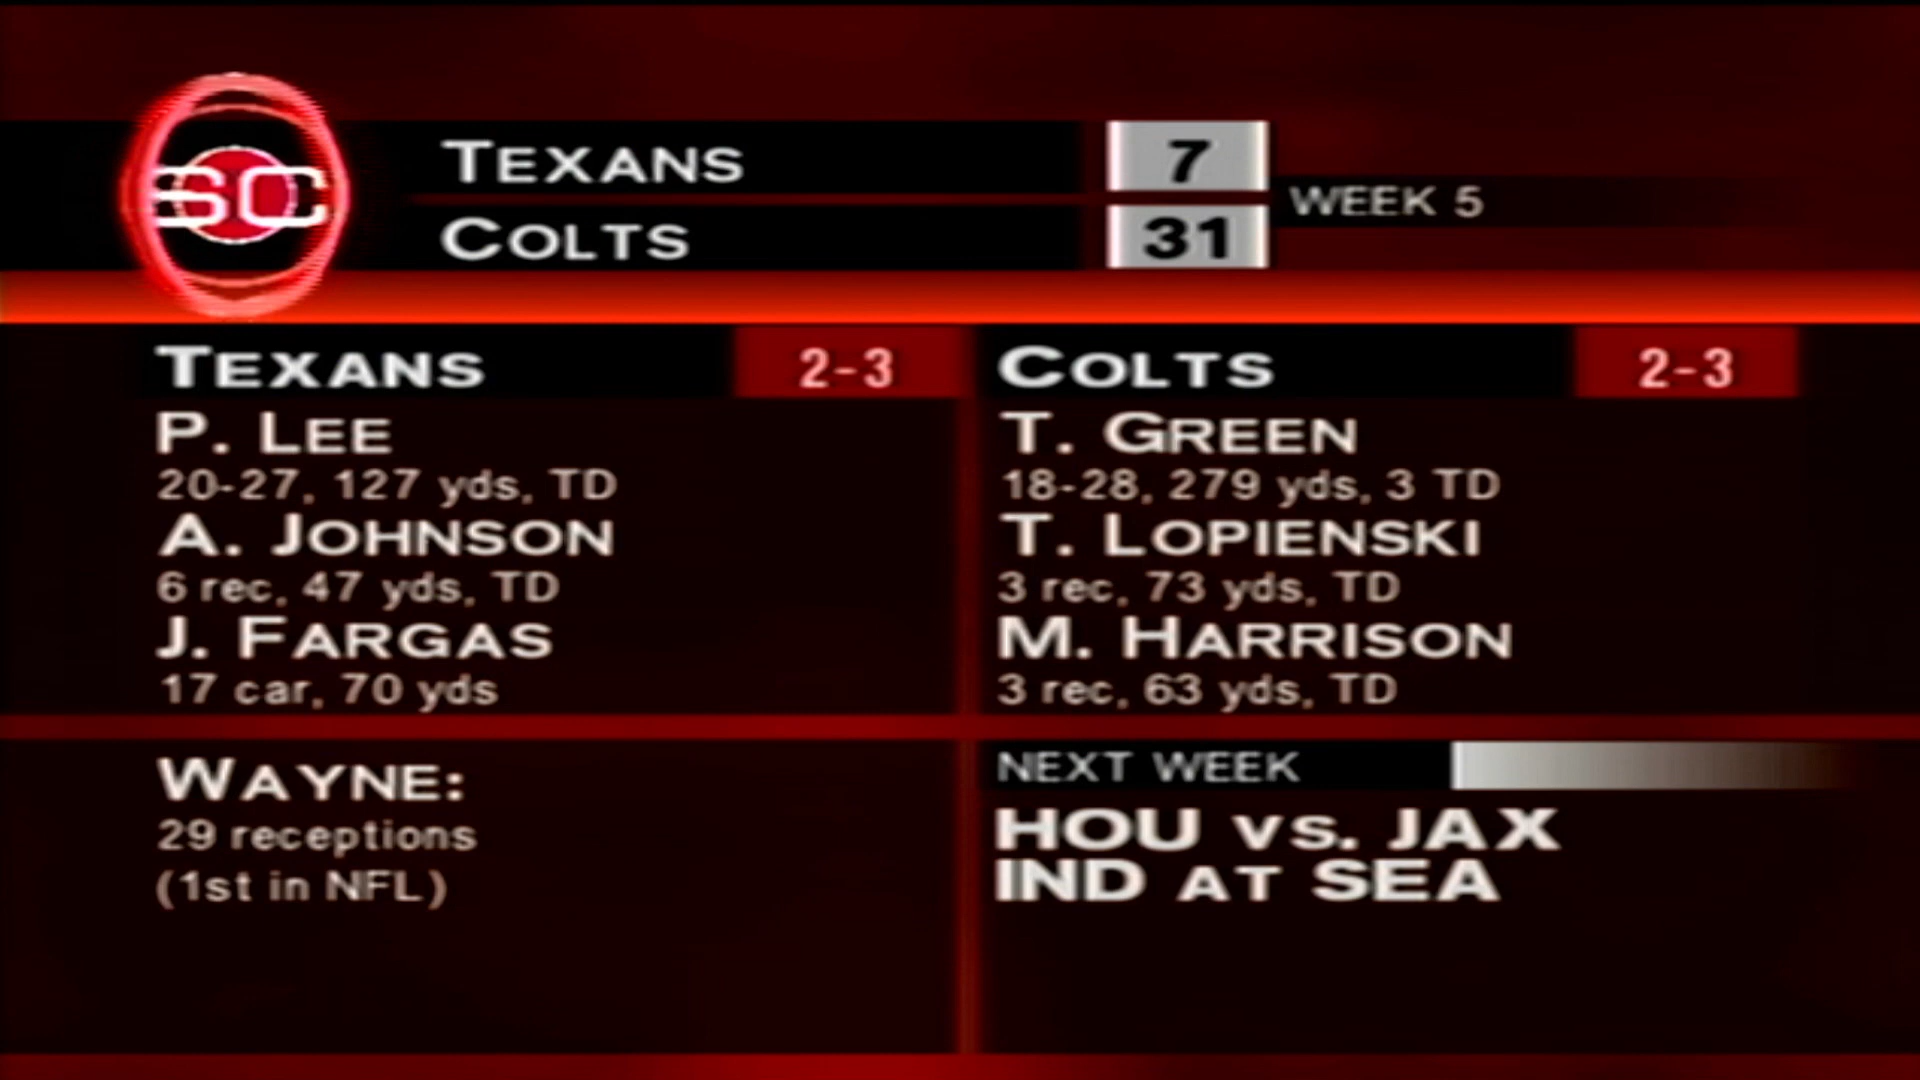 SC
TEXANS 7
COLTS 31
WEEK 5
TEXANS 2-3
P. LEE
20-27, 127 yds, TD
A. JOHNSON
6 rec, 47 yds, TD
J. FARGAS
17 car, 70 yds
COLTS 2-3
T. GREEN
18-28, 279 yds, 3 TD
T. LOPIENSKI
3 rec, 73 yds, TD
M. HARRISON
3 rec, 63 yds, TD
WAYNE:
29 receptions
(1st in NFL)
NEXT WEEK
HOU vs. JAX
IND AT SEA